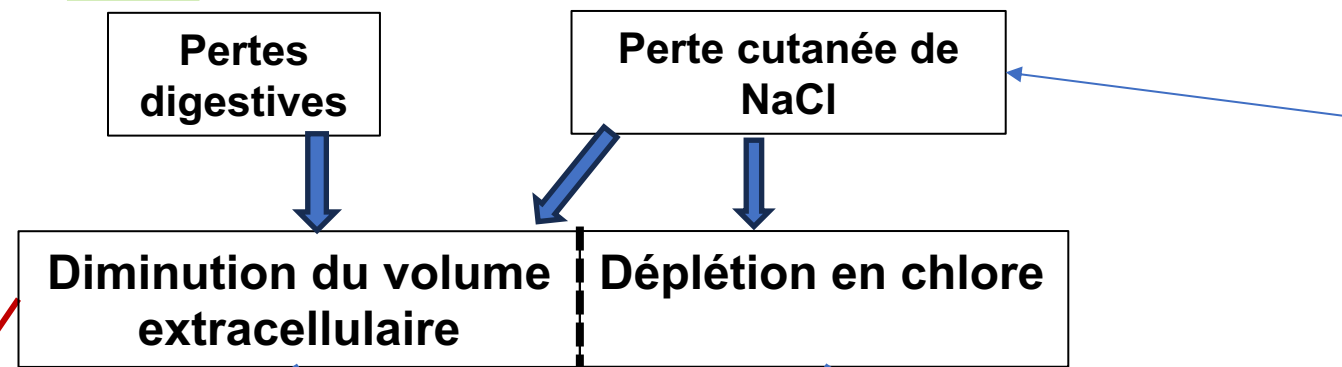 Pertes
digestives
Perte cutanée de
NaCl
Diminution du volume
extracellulaire
Déplétion en chlore